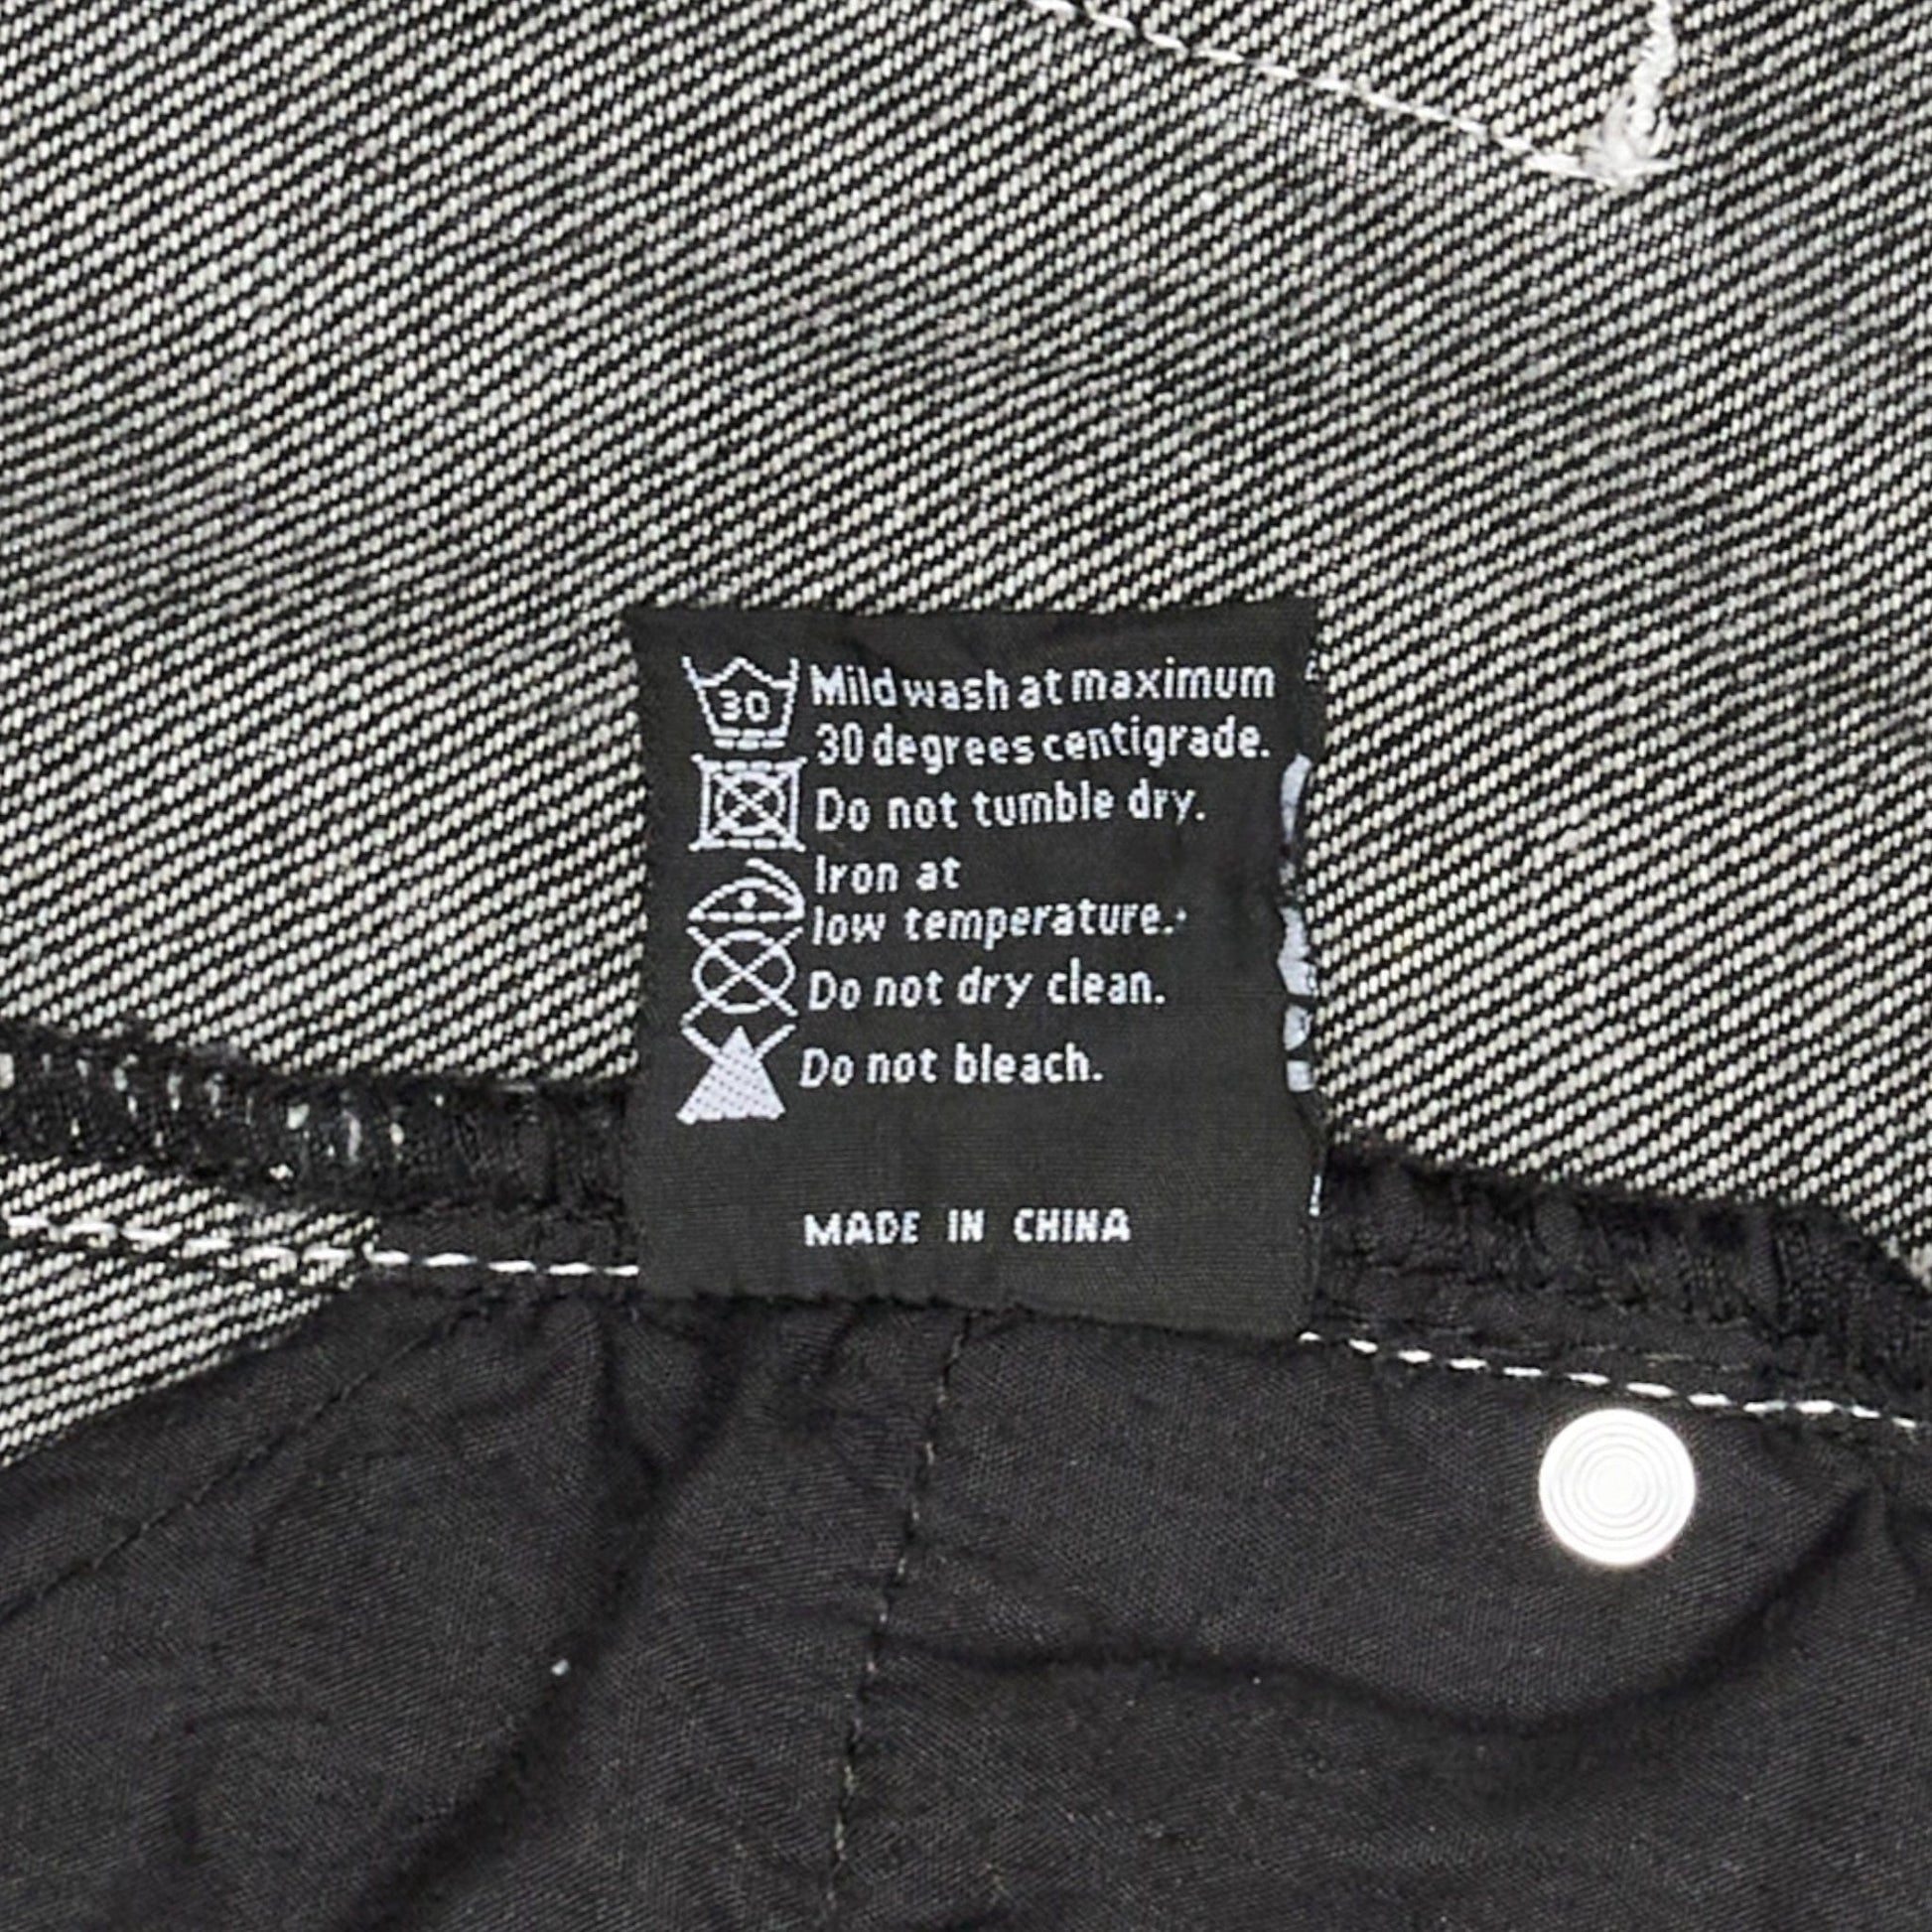 30 Mild wash at maximum
30 degrees centigrade.
Do not tumble dry.
Iron at
low temperature.
Do not dry clean.
Do not bleach.
MADE IN CHINA